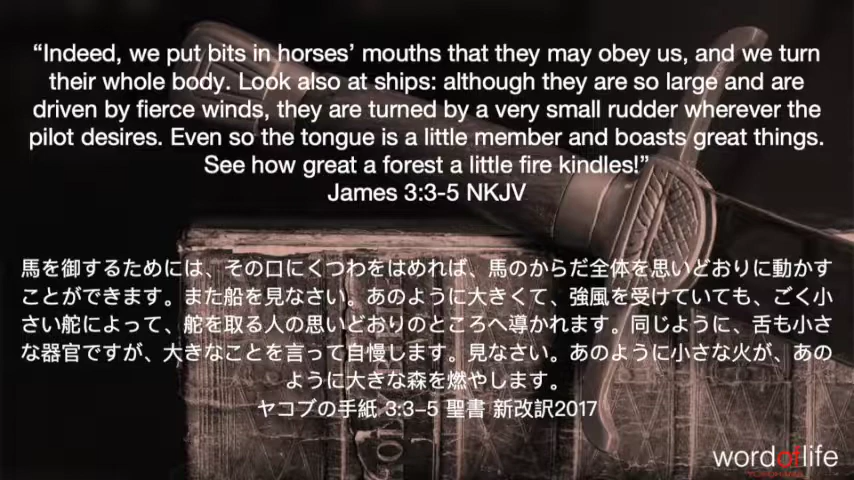 “Indeed, we put bits in horses’ mouths that they may obey us, and we turn
their whole body. Look also at ships: although they are so large and are
driven by fierce winds, they are turned by a very small rudder wherever the
pilot desires. Even so the tongue is a little member and boasts great things.
See how great a forest a little fire kindles!”
James 3:3-5 NKJV
馬を御するためには、その口にくつわをはめれば、馬のからだ全体を思いどおりに動かす
ことができます。また船を見なさい。あのように大きくて、強風を受けていても、ごく小
さい舵によって、舵を取る人の思いどおりのところへ導かれます。同じように、舌も小さ
な器官ですが、大きなことを言って自慢します。見なさい。あのように小さな火が、あの
ように大きな森を燃やします。
ヤコブの手紙 3:3–5 聖書 新改訳2017
HOLY BIBLE
wordoflife